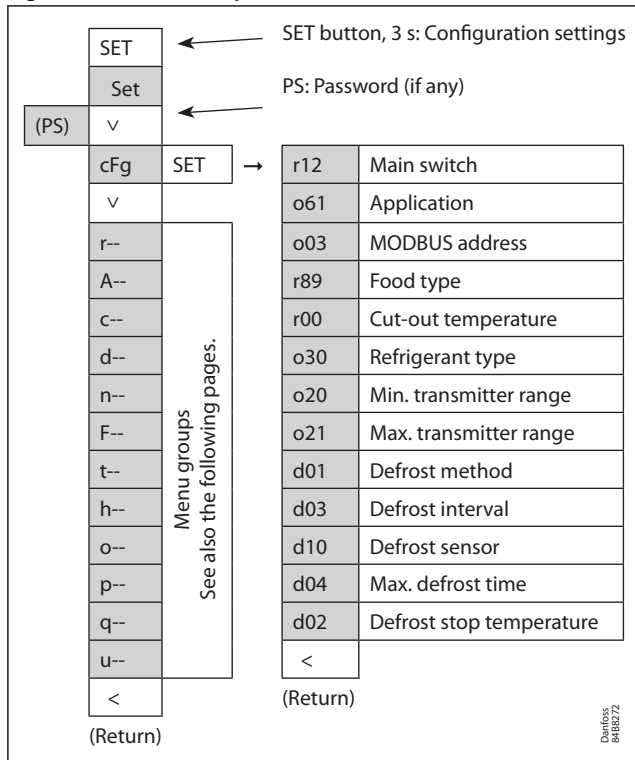 SET
SET button, 3 s: Configuration settings
Set
PS: Password (if any)
(PS) ˅
cFg SET → r12 Main switch
˅ o61 Application
r-- o03 MODBUS address
A-- r89 Food type
c-- r00 Cut-out temperature
d-- o30 Refrigerant type
n-- o20 Min. transmitter range
F-- o21 Max. transmitter range
t-- d01 Defrost method
h-- d03 Defrost interval
o-- d10 Defrost sensor
p-- d04 Max. defrost time
q-- d02 Defrost stop temperature
u-- <
< (Return)
(Return)
Menu groups
See also the following pages.
Danfoss
84B8272